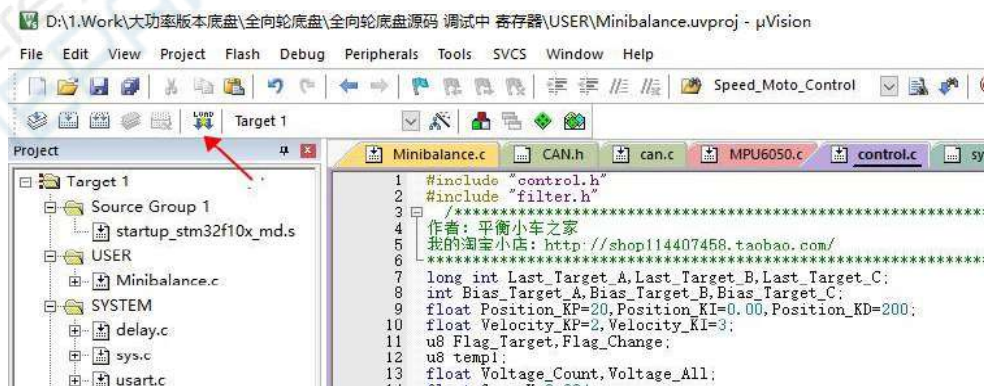 D:\1.Work\大功率版本底盘\全向轮底盘\全向轮底盘源码 调试中 寄存器\USER\Minibalance.uvproj - µVision
File Edit View Project Flash Debug Peripherals Tools SVCS Window Help
Speed_Moto_Control
LOAD Target 1
Project
Minibalance.c CAN.h can.c MPU6050.c control.c sy
Target 1
Source Group 1
startup_stm32f10x_md.s
USER
Minibalance.c
SYSTEM
delay.c
sys.c
usart.c
1 #include "control.h"
2 #include "filter.h"
3 /**************************************************************************
4 作者：平衡小车之家
5 我的淘宝小店：http://shop114407458.taobao.com/
6 **************************************************************************
7 long int Last_Target_A,Last_Target_B,Last_Target_C;
8 int Bias_Target_A,Bias_Target_B,Bias_Target_C;
9 float Position_KP=20,Position_KI=0.00,Position_KD=200;
10 float Velocity_KP=2,Velocity_KI=3;
11 u8 Flag_Target,Flag_Change;
12 u8 temp1;
13 float Voltage_Count,Voltage_All;